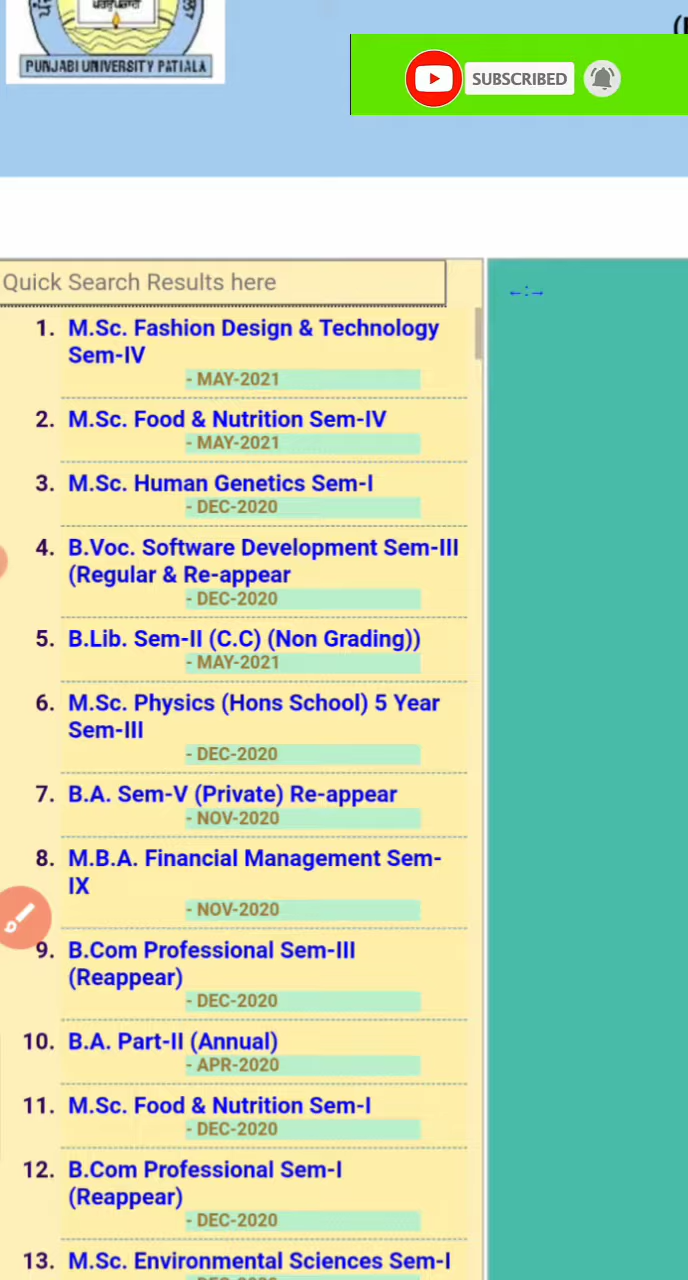 PUNJABI UNIVERSITY PATIALA
SUBSCRIBED
Quick Search Results here
←:→
1. M.Sc. Fashion Design & Technology
Sem-IV
- MAY-2021
2. M.Sc. Food & Nutrition Sem-IV
- MAY-2021
3. M.Sc. Human Genetics Sem-I
- DEC-2020
4. B.Voc. Software Development Sem-III
(Regular & Re-appear
- DEC-2020
5. B.Lib. Sem-II (C.C) (Non Grading))
- MAY-2021
6. M.Sc. Physics (Hons School) 5 Year
Sem-III
- DEC-2020
7. B.A. Sem-V (Private) Re-appear
- NOV-2020
8. M.B.A. Financial Management Sem-
IX
- NOV-2020
9. B.Com Professional Sem-III
(Reappear)
- DEC-2020
10. B.A. Part-II (Annual)
- APR-2020
11. M.Sc. Food & Nutrition Sem-I
- DEC-2020
12. B.Com Professional Sem-I
(Reappear)
- DEC-2020
13. M.Sc. Environmental Sciences Sem-I